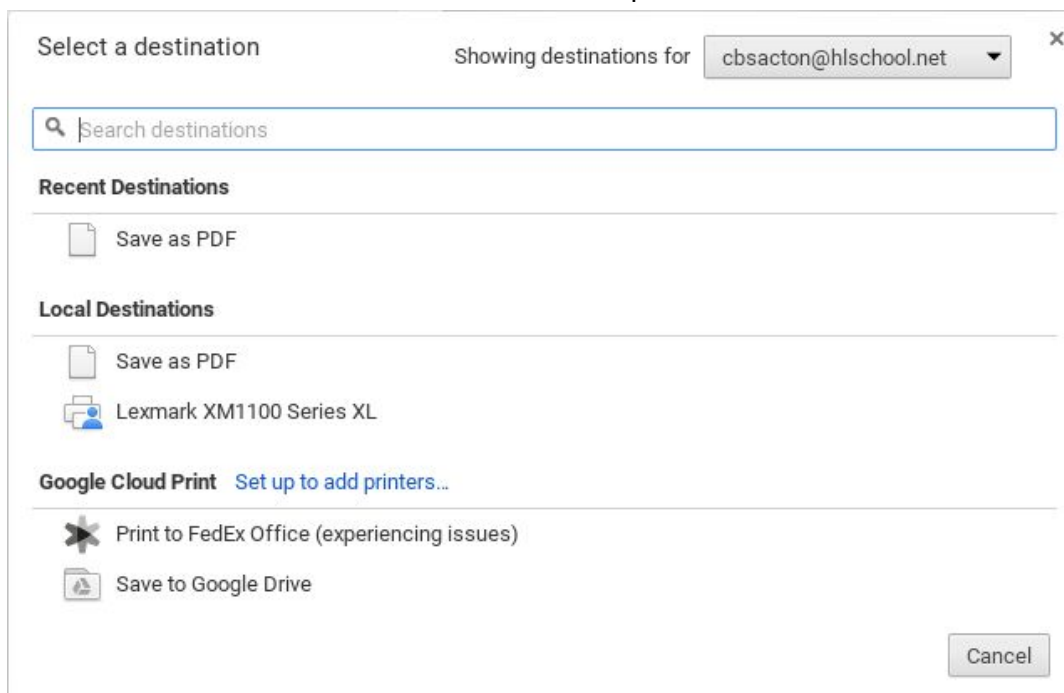 Select a destination
Showing destinations for cbsacton@hlschool.net
Search destinations
Recent Destinations
Save as PDF
Local Destinations
Save as PDF
Lexmark XM1100 Series XL
Google Cloud Print Set up to add printers...
Print to FedEx Office (experiencing issues)
Save to Google Drive
Cancel